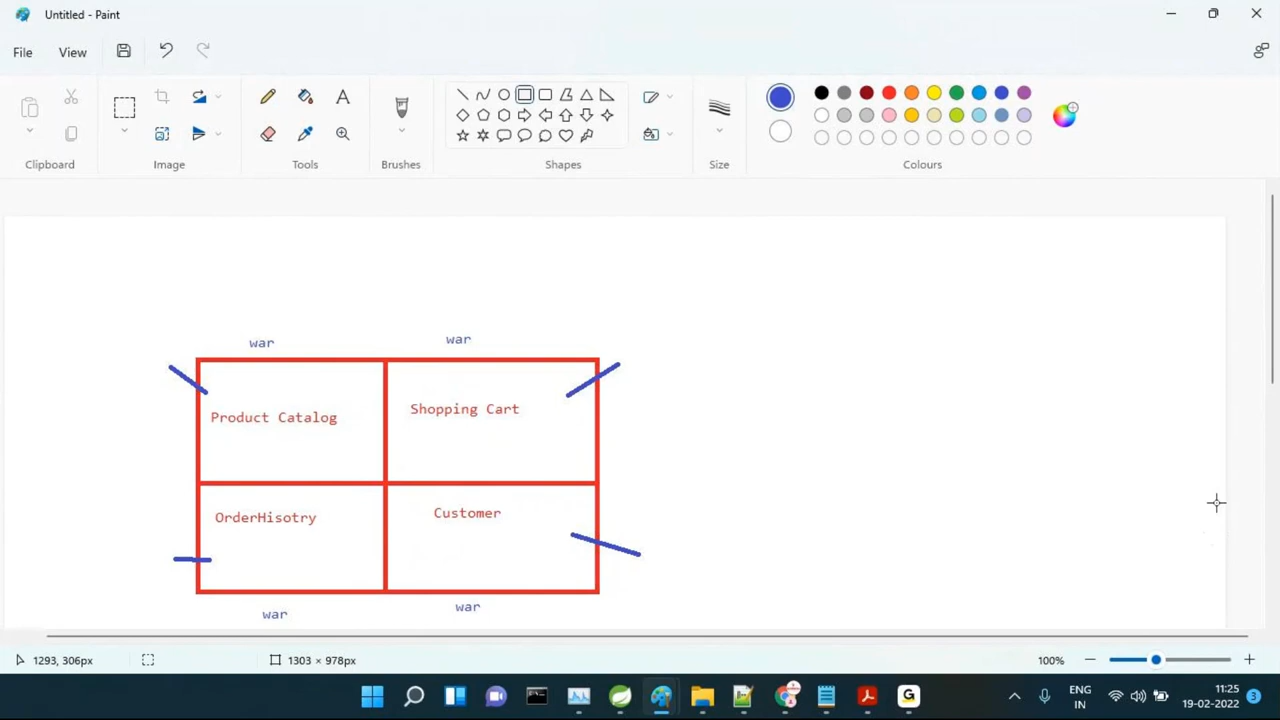 Untitled - Paint
File View
Clipboard
Image
Tools
Brushes
Shapes
Size
Colours
war
war
Product Catalog
Shopping Cart
OrderHisotry
Customer
war
war
1293, 306px
1303 × 978px
100%
ENG
IN
11:25
19-02-2022
3